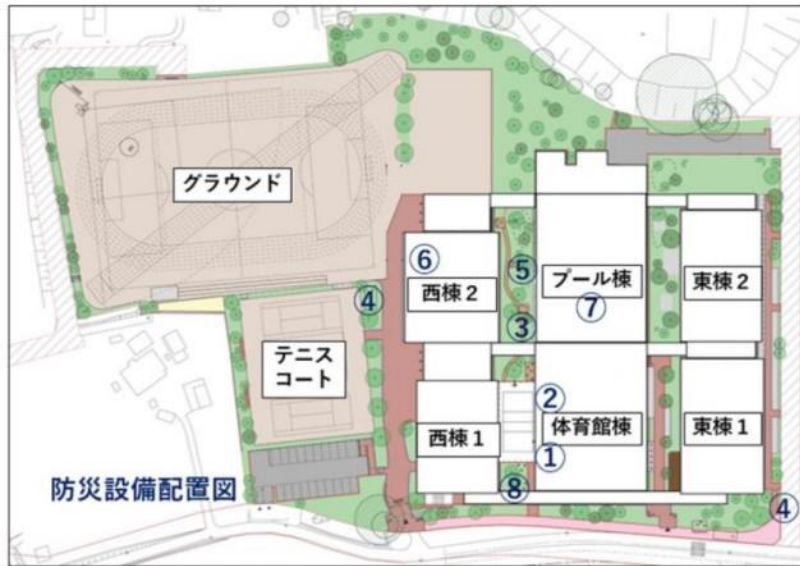 グラウンド
⑥
⑤
西棟2
プール棟
東棟2
④
⑦
③
テニス
コート
②
西棟1
体育館棟
東棟1
①
防災設備配置図
⑧
④